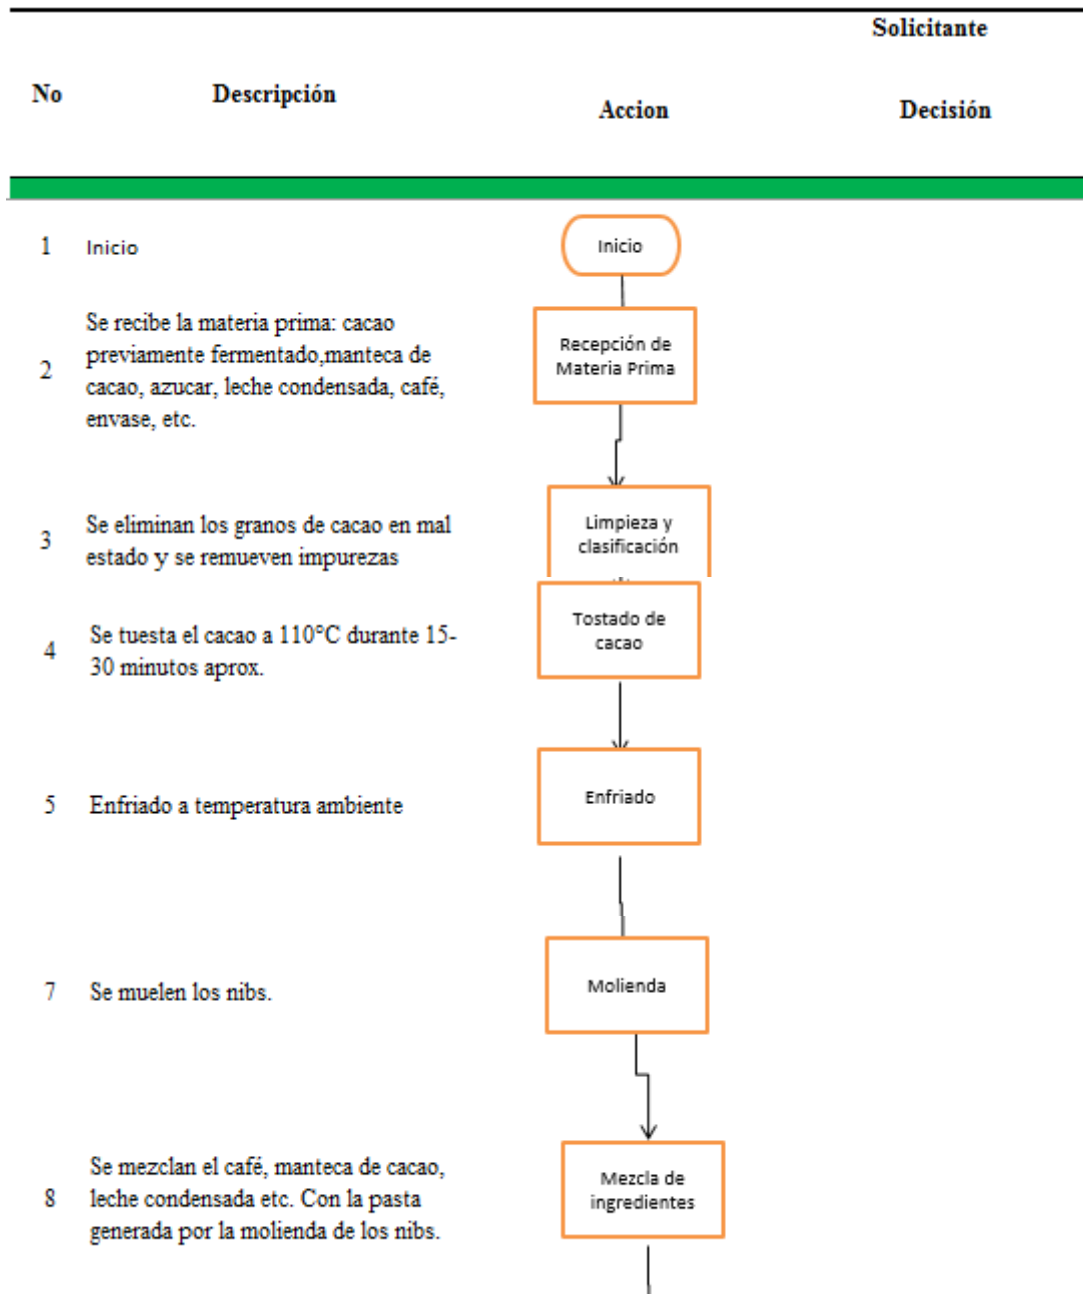 Solicitante
No
Descripción
Accion
Decisión
1
Inicio
Inicio
2
Se recibe la materia prima: cacao
previamente fermentado,manteca de
cacao, azucar, leche condensada, café,
envase, etc.
Recepción de
Materia Prima
3
Se eliminan los granos de cacao en mal
estado y se remueven impurezas
Limpieza y
clasificación
4
Se tuesta el cacao a 110°C durante 15-
30 minutos aprox.
Tostado de
cacao
5
Enfriado a temperatura ambiente
Enfriado
7
Se muelen los nibs.
Molienda
8
Se mezclan el café, manteca de cacao,
leche condensada etc. Con la pasta
generada por la molienda de los nibs.
Mezcla de
ingredientes